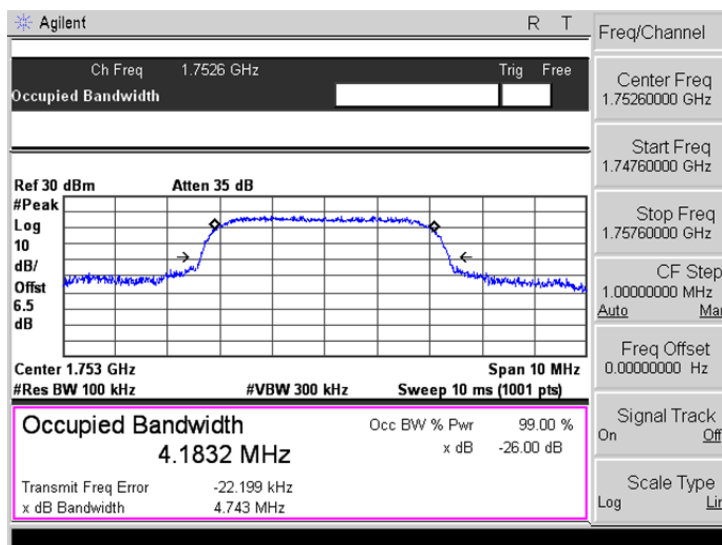 Agilent R T
Ch Freq 1.7526 GHz Trig Free
Occupied Bandwidth
Ref 30 dBm Atten 35 dB
#Peak
Log
10
dB/
Offst
6.5
dB
Center 1.753 GHz Span 10 MHz
#Res BW 100 kHz #VBW 300 kHz Sweep 10 ms (1001 pts)
Occupied Bandwidth Occ BW % Pwr 99.00 %
4.1832 MHz x dB -26.00 dB
Transmit Freq Error -22.199 kHz
x dB Bandwidth 4.743 MHz
Freq/Channel
Center Freq
1.75260000 GHz
Start Freq
1.74760000 GHz
Stop Freq
1.75760000 GHz
CF Step
1.00000000 MHz
Auto Mar
Freq Offset
0.00000000 Hz
Signal Track
On Off
Scale Type
Log Lin